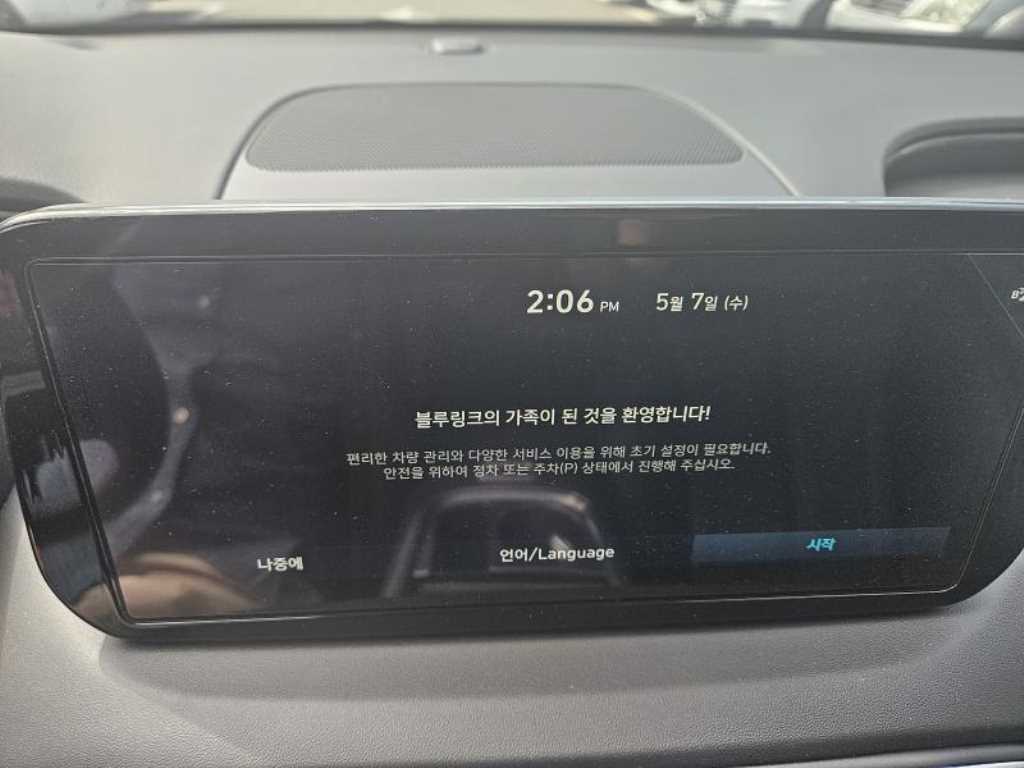 2:06 PM 5월 7일 (수)
블루링크의 가족이 된 것을 환영합니다!
편리한 차량 관리와 다양한 서비스 이용을 위해 초기 설정이 필요합니다.
안전을 위하여 정차 또는 주차(P) 상태에서 진행해 주십시오.
나중에 언어/Language 시작